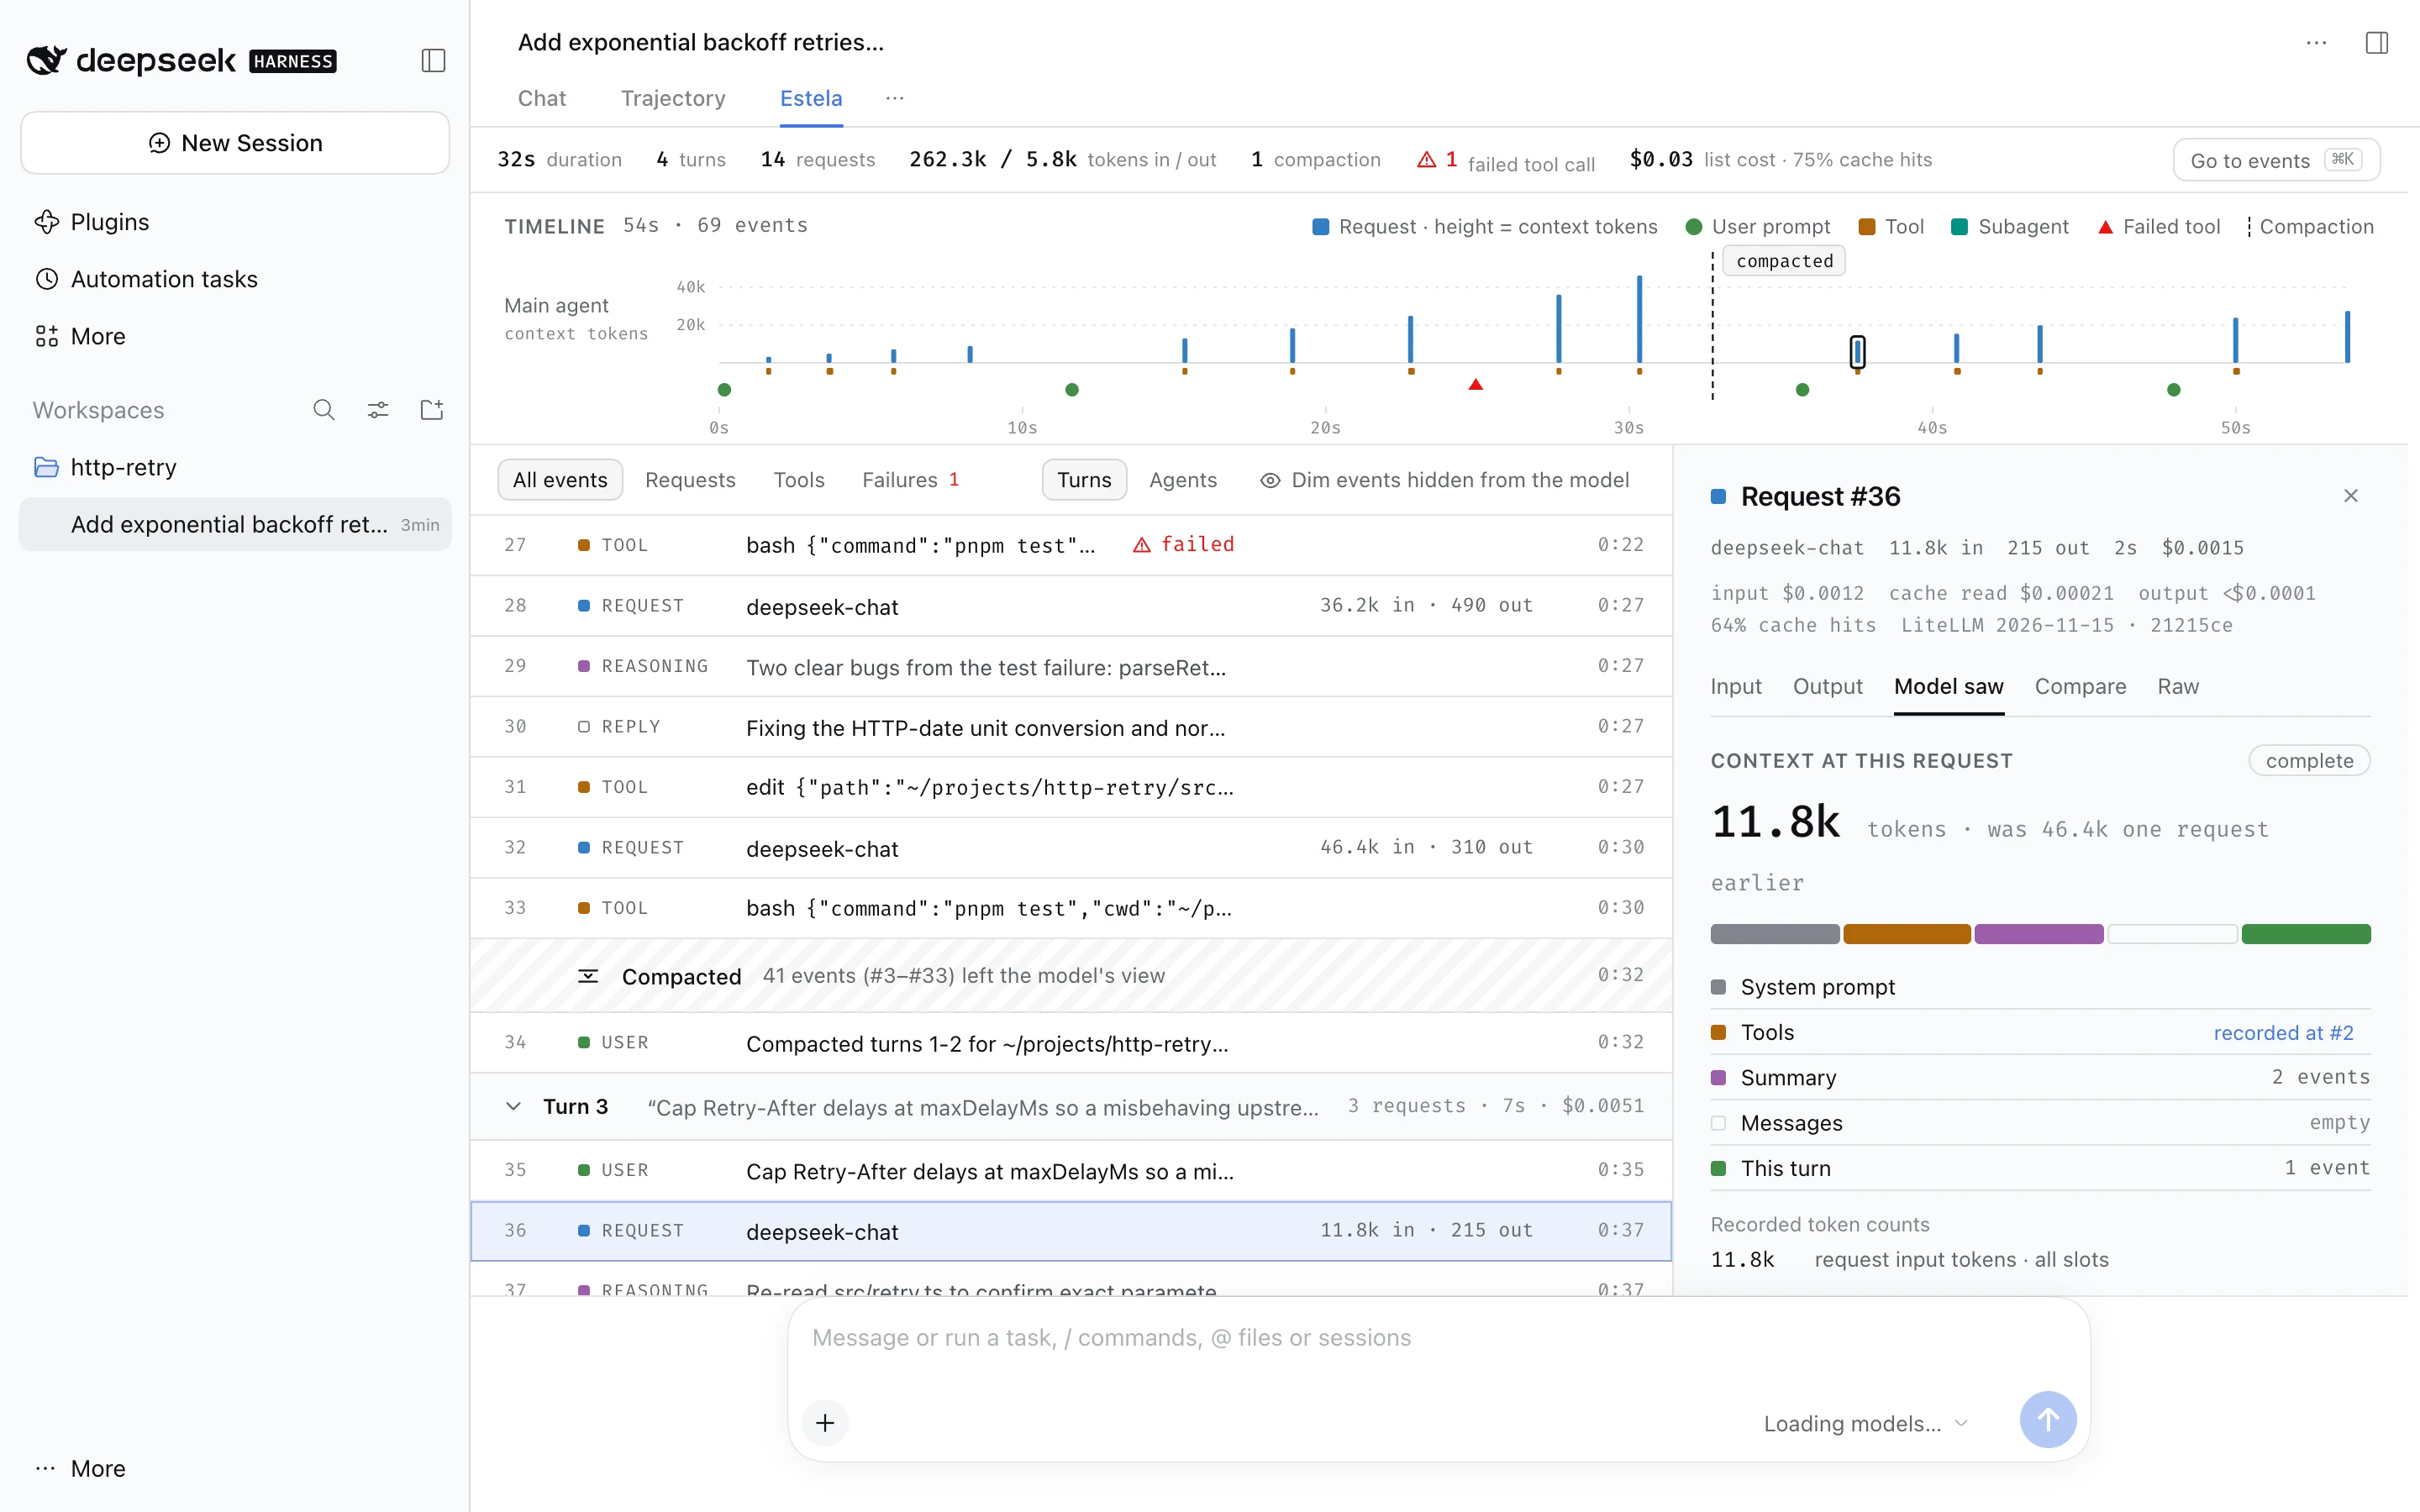 deepseek HARNESS
New Session
Plugins
Automation tasks
More
Workspaces
http-retry
Add exponential backoff ret... 3min
More
Add exponential backoff retries...
Chat Trajectory Estela
32s duration 4 turns 14 requests 262.3k / 5.8k tokens in / out 1 compaction 1 failed tool call $0.03 list cost · 75% cache hits Go to events ⌘K
TIMELINE 54s · 69 events
Request · height = context tokens User prompt Tool Subagent Failed tool Compaction
compacted
Main agent
context tokens
40k
20k
0s 10s 20s 30s 40s 50s
All events Requests Tools Failures 1 Turns Agents Dim events hidden from the model
27 TOOL bash {"command":"pnpm test"... failed 0:22
28 REQUEST deepseek-chat 36.2k in · 490 out 0:27
29 REASONING Two clear bugs from the test failure: parseRet... 0:27
30 REPLY Fixing the HTTP-date unit conversion and nor... 0:27
31 TOOL edit {"path":"~/projects/http-retry/src... 0:27
32 REQUEST deepseek-chat 46.4k in · 310 out 0:30
33 TOOL bash {"command":"pnpm test","cwd":"~/p... 0:30
Compacted 41 events (#3–#33) left the model's view 0:32
34 USER Compacted turns 1-2 for ~/projects/http-retry... 0:32
Turn 3 “Cap Retry-After delays at maxDelayMs so a misbehaving upstre... 3 requests · 7s · $0.0051
35 USER Cap Retry-After delays at maxDelayMs so a mi... 0:35
36 REQUEST deepseek-chat 11.8k in · 215 out 0:37
37 REASONING Re-read src/retry.ts to confirm exact paramete... 0:37
Request #36
deepseek-chat 11.8k in 215 out 2s $0.0015
input $0.0012 cache read $0.00021 output <$0.0001
64% cache hits LiteLLM 2026-11-15 · 21215ce
Input Output Model saw Compare Raw
CONTEXT AT THIS REQUEST complete
11.8k tokens · was 46.4k one request
earlier
System prompt
Tools recorded at #2
Summary 2 events
Messages empty
This turn 1 event
Recorded token counts
11.8k request input tokens · all slots
Message or run a task, / commands, @ files or sessions
Loading models...